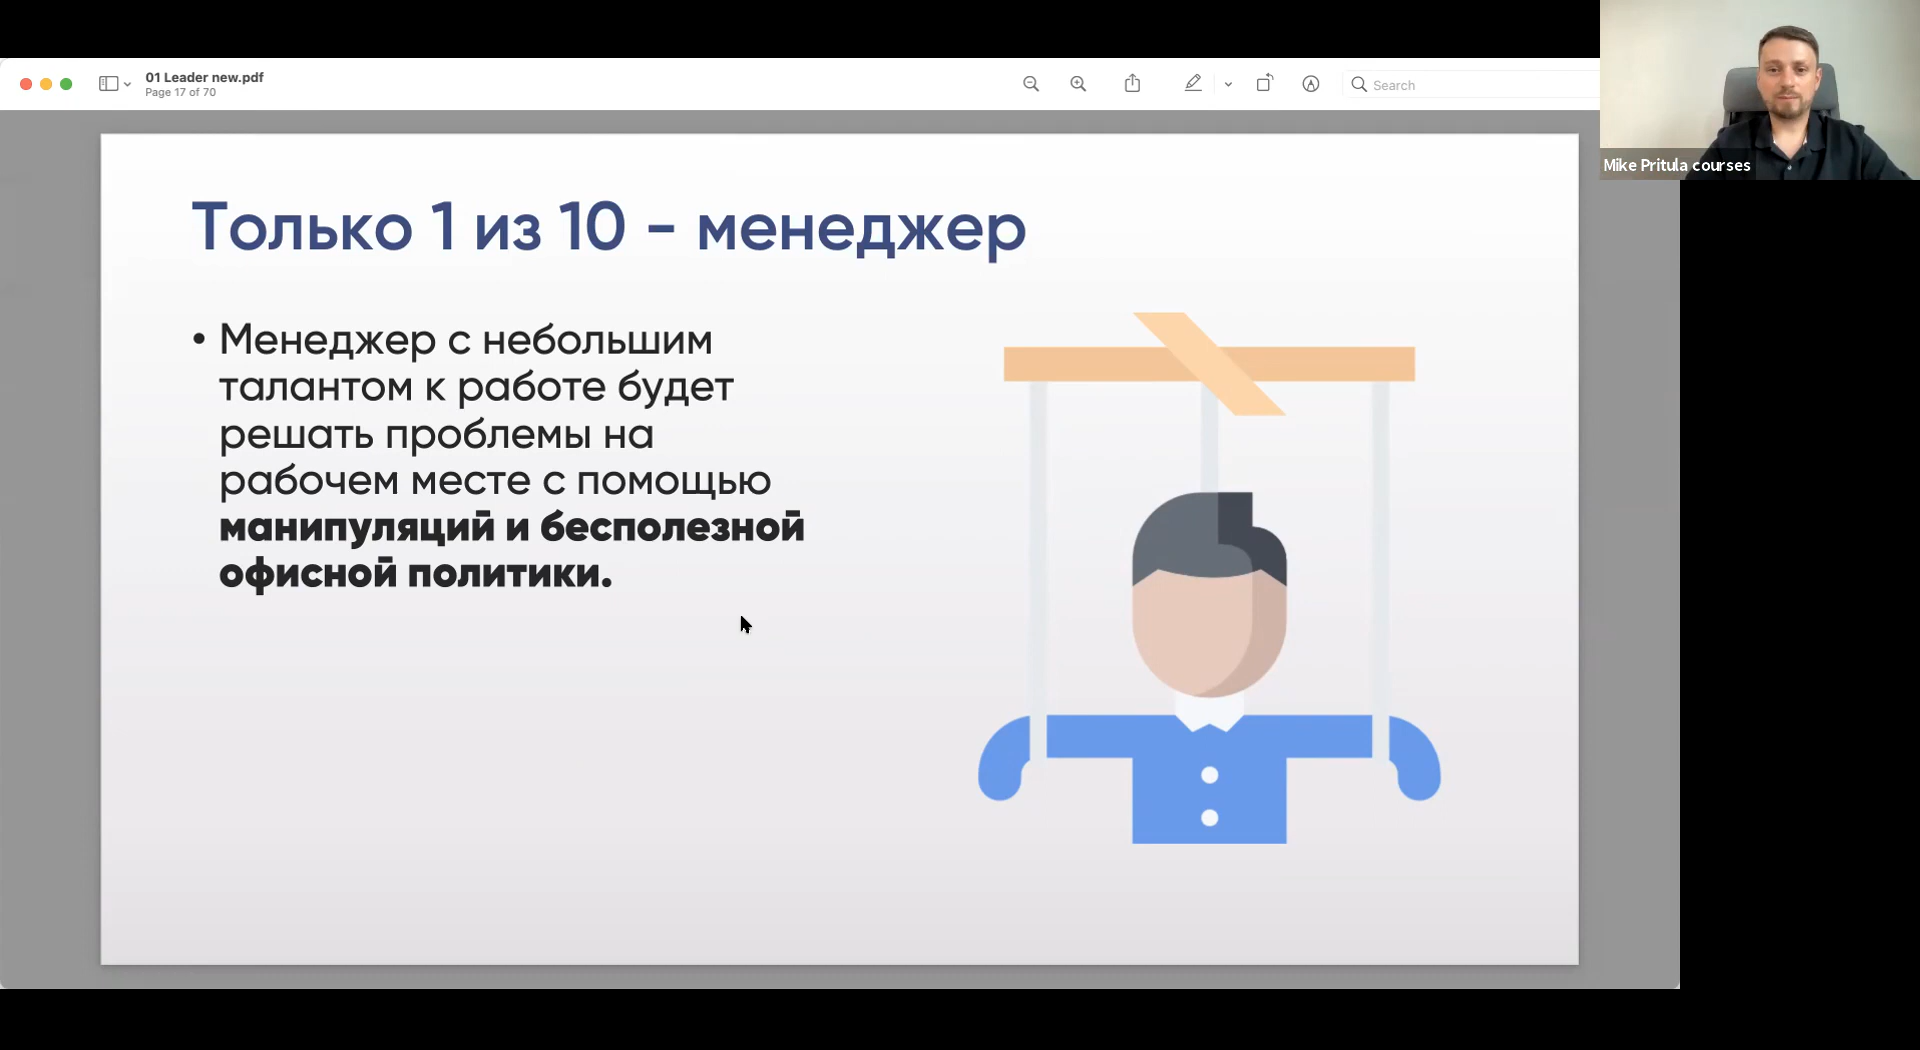 01 Leader new.pdf
Page 17 of 70
Search
Mike Pritula courses
Только 1 из 10 - менеджер
• Менеджер с небольшим
талантом к работе будет
решать проблемы на
рабочем месте с помощью
манипуляций и бесполезной
офисной политики.